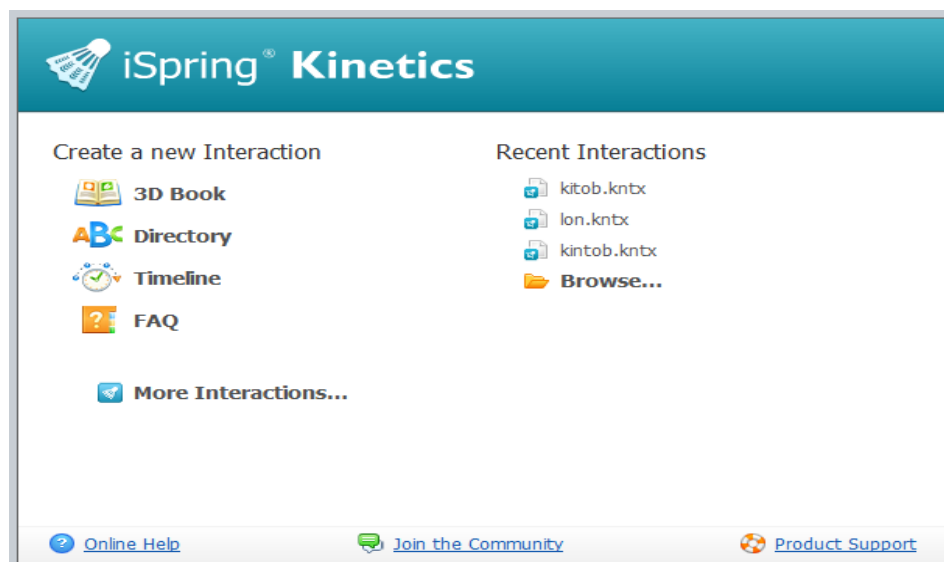 iSpring® Kinetics
Create a new Interaction
3D Book
ABC Directory
Timeline
FAQ
More Interactions...
Recent Interactions
kitob.kntx
lon.kntx
kintob.kntx
Browse...
Online Help
Join the Community
Product Support